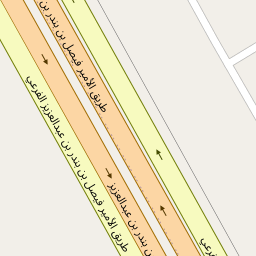 طريق الأمير فيصل بن بندر بن
طريق الأمير فيصل بن بندر بن عبدالعزيز الفرعي
بن بندر بن عبدالعزيز
الفرعي